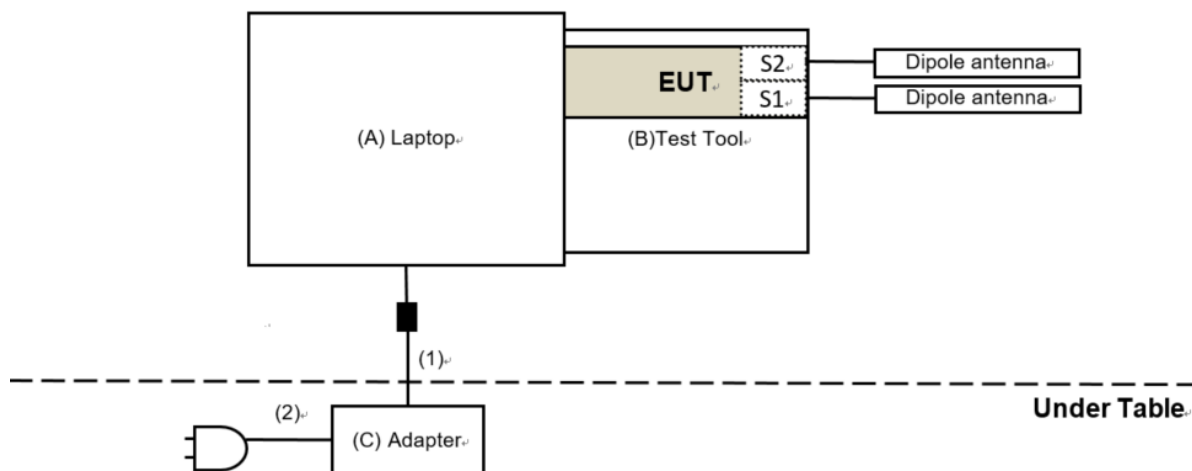 S2
Dipole antenna
EUT
S1
Dipole antenna
(A) Laptop
(B)Test Tool
(1)
(2)
Under Table
(C) Adapter